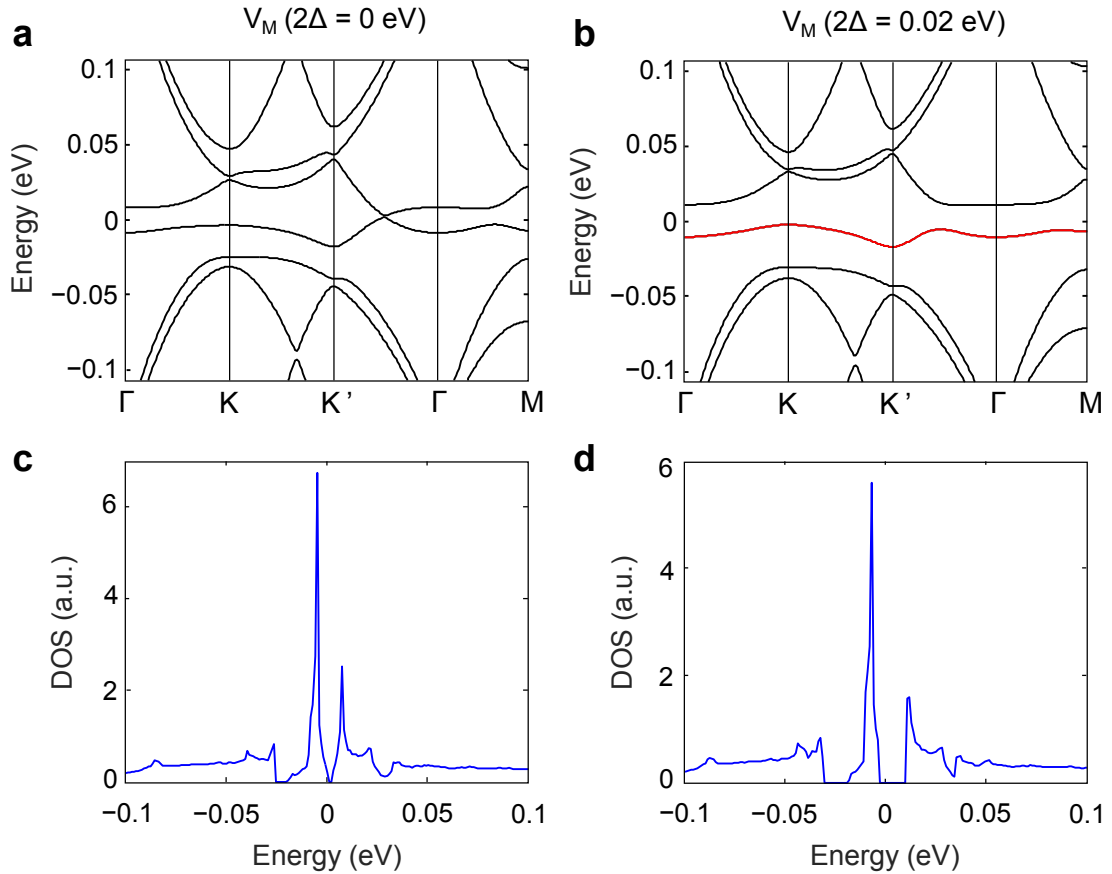 a
V_M (2Δ = 0 eV)
0.1
0.05
0
−0.05
−0.1
Energy (eV)
Γ K K’ Γ M
b
V_M (2Δ = 0.02 eV)
0.1
0.05
0
−0.05
−0.1
Energy (eV)
Γ K K’ Γ M
c
6
4
2
0
DOS (a.u.)
−0.1 −0.05 0 0.05 0.1
Energy (eV)
d
6
4
2
0
DOS (a.u.)
−0.1 −0.05 0 0.05 0.1
Energy (eV)